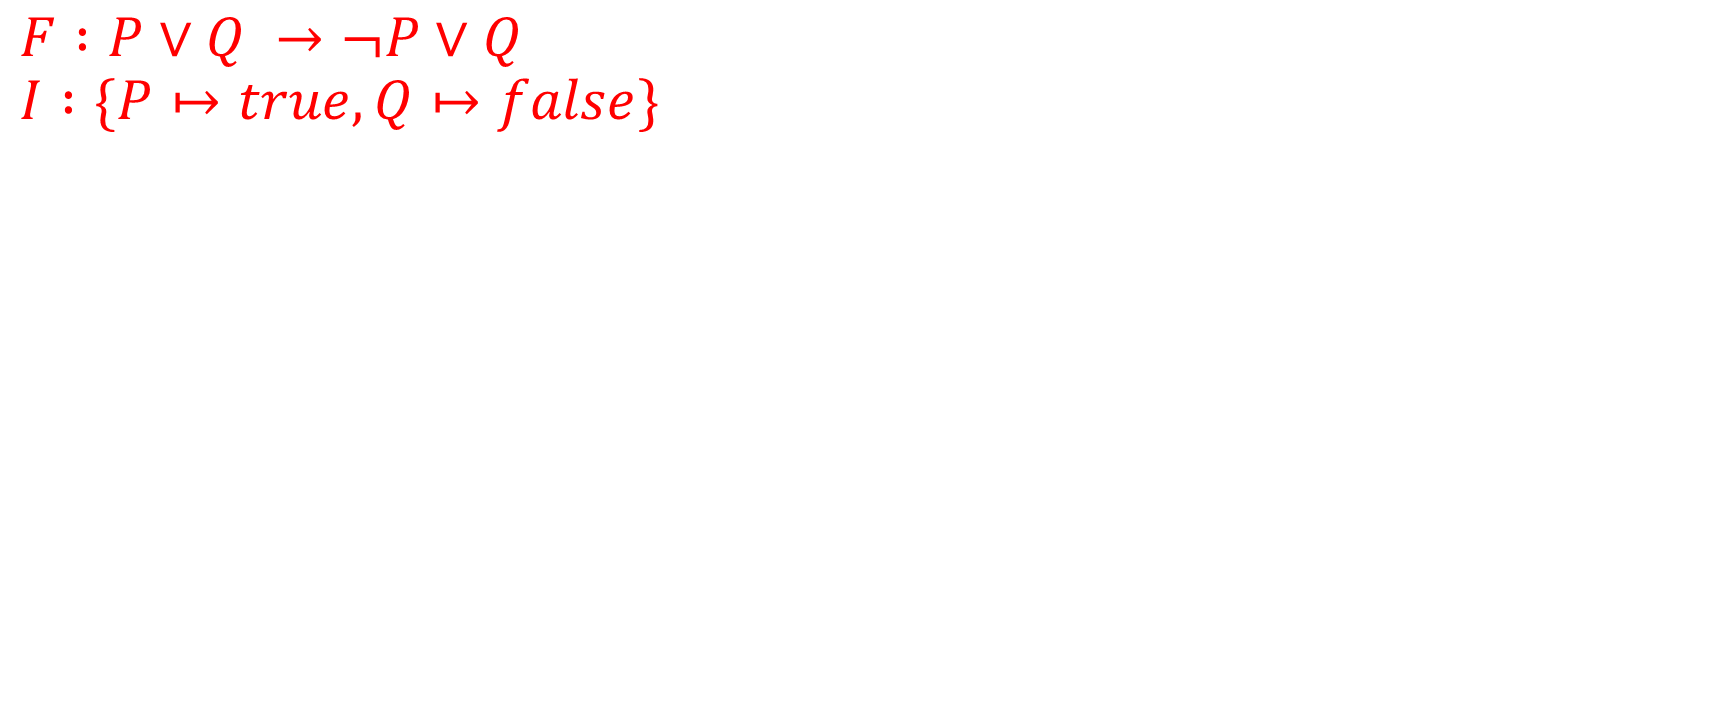 F : P ∨ Q → ¬P ∨ Q
I : {P ↦ true, Q ↦ false}